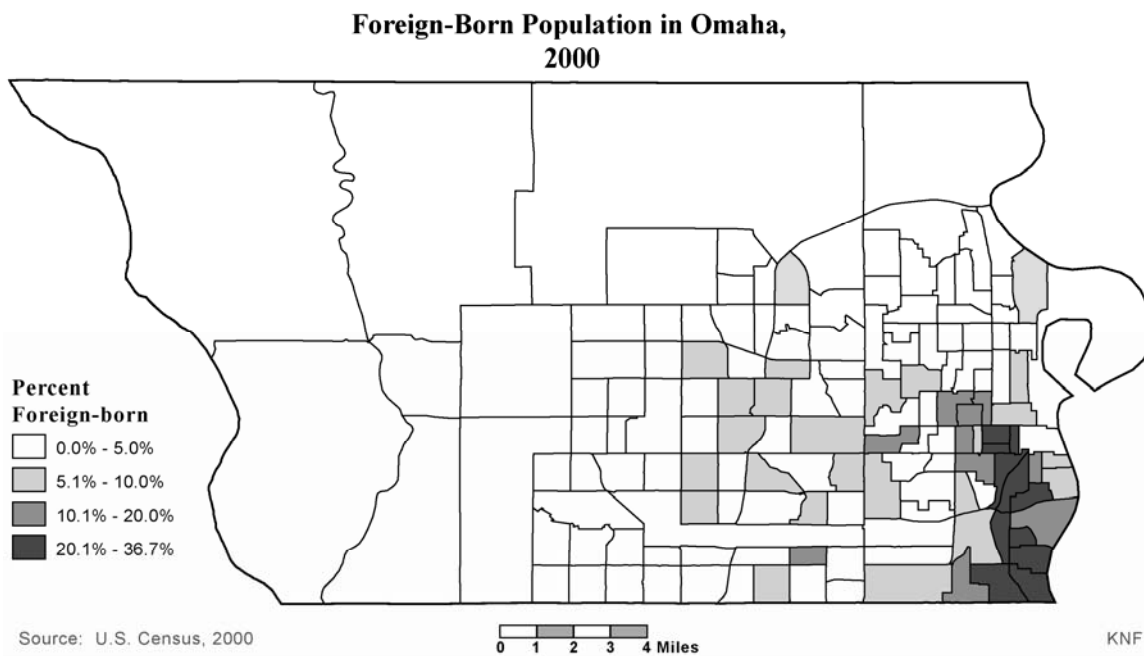 Foreign-Born Population in Omaha,
2000
Percent
Foreign-born
0.0% - 5.0%
5.1% - 10.0%
10.1% - 20.0%
20.1% - 36.7%
Source: U.S. Census, 2000
0 1 2 3 4 Miles
KNF